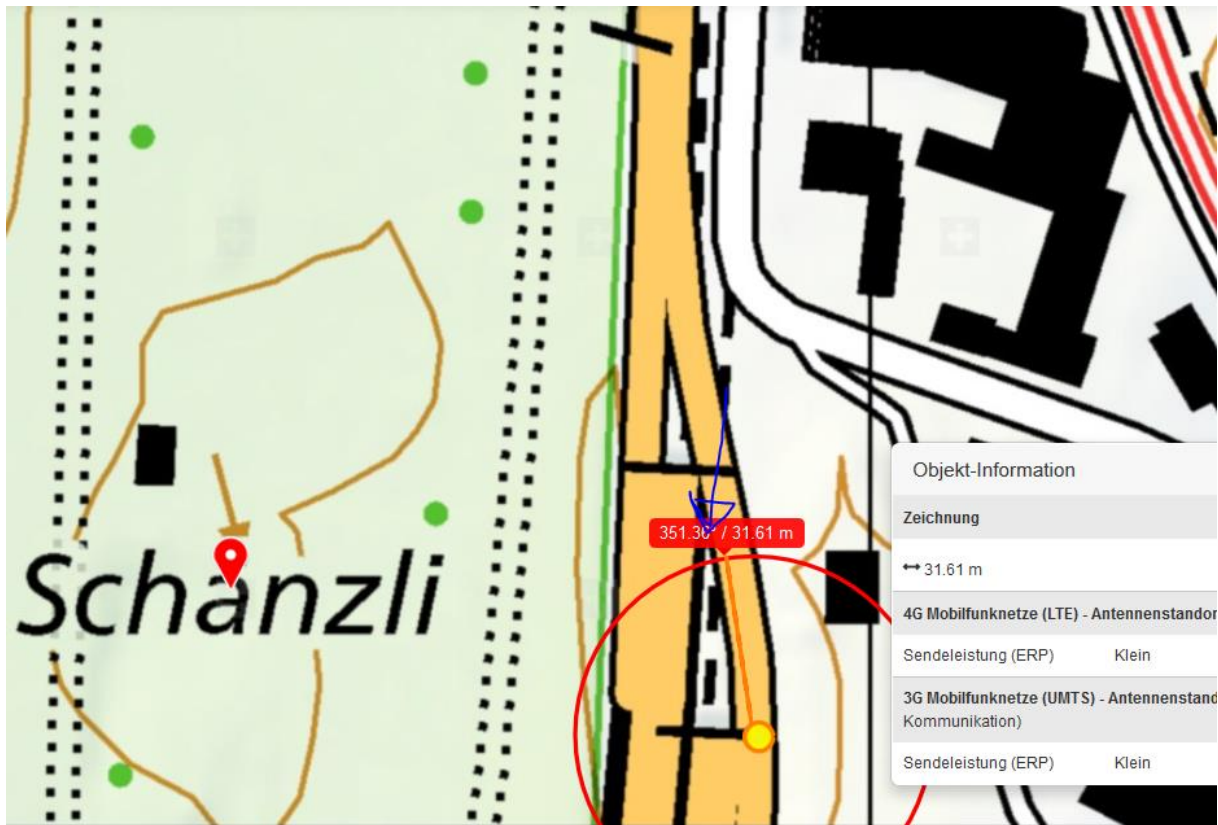 Schänzli
351.30° / 31.61 m
Objekt-Information
Zeichnung
31.61 m
4G Mobilfunknetze (LTE) - Antennenstandor
Sendeleistung (ERP) Klein
3G Mobilfunknetze (UMTS) - Antennenstand
Kommunikation)
Sendeleistung (ERP) Klein